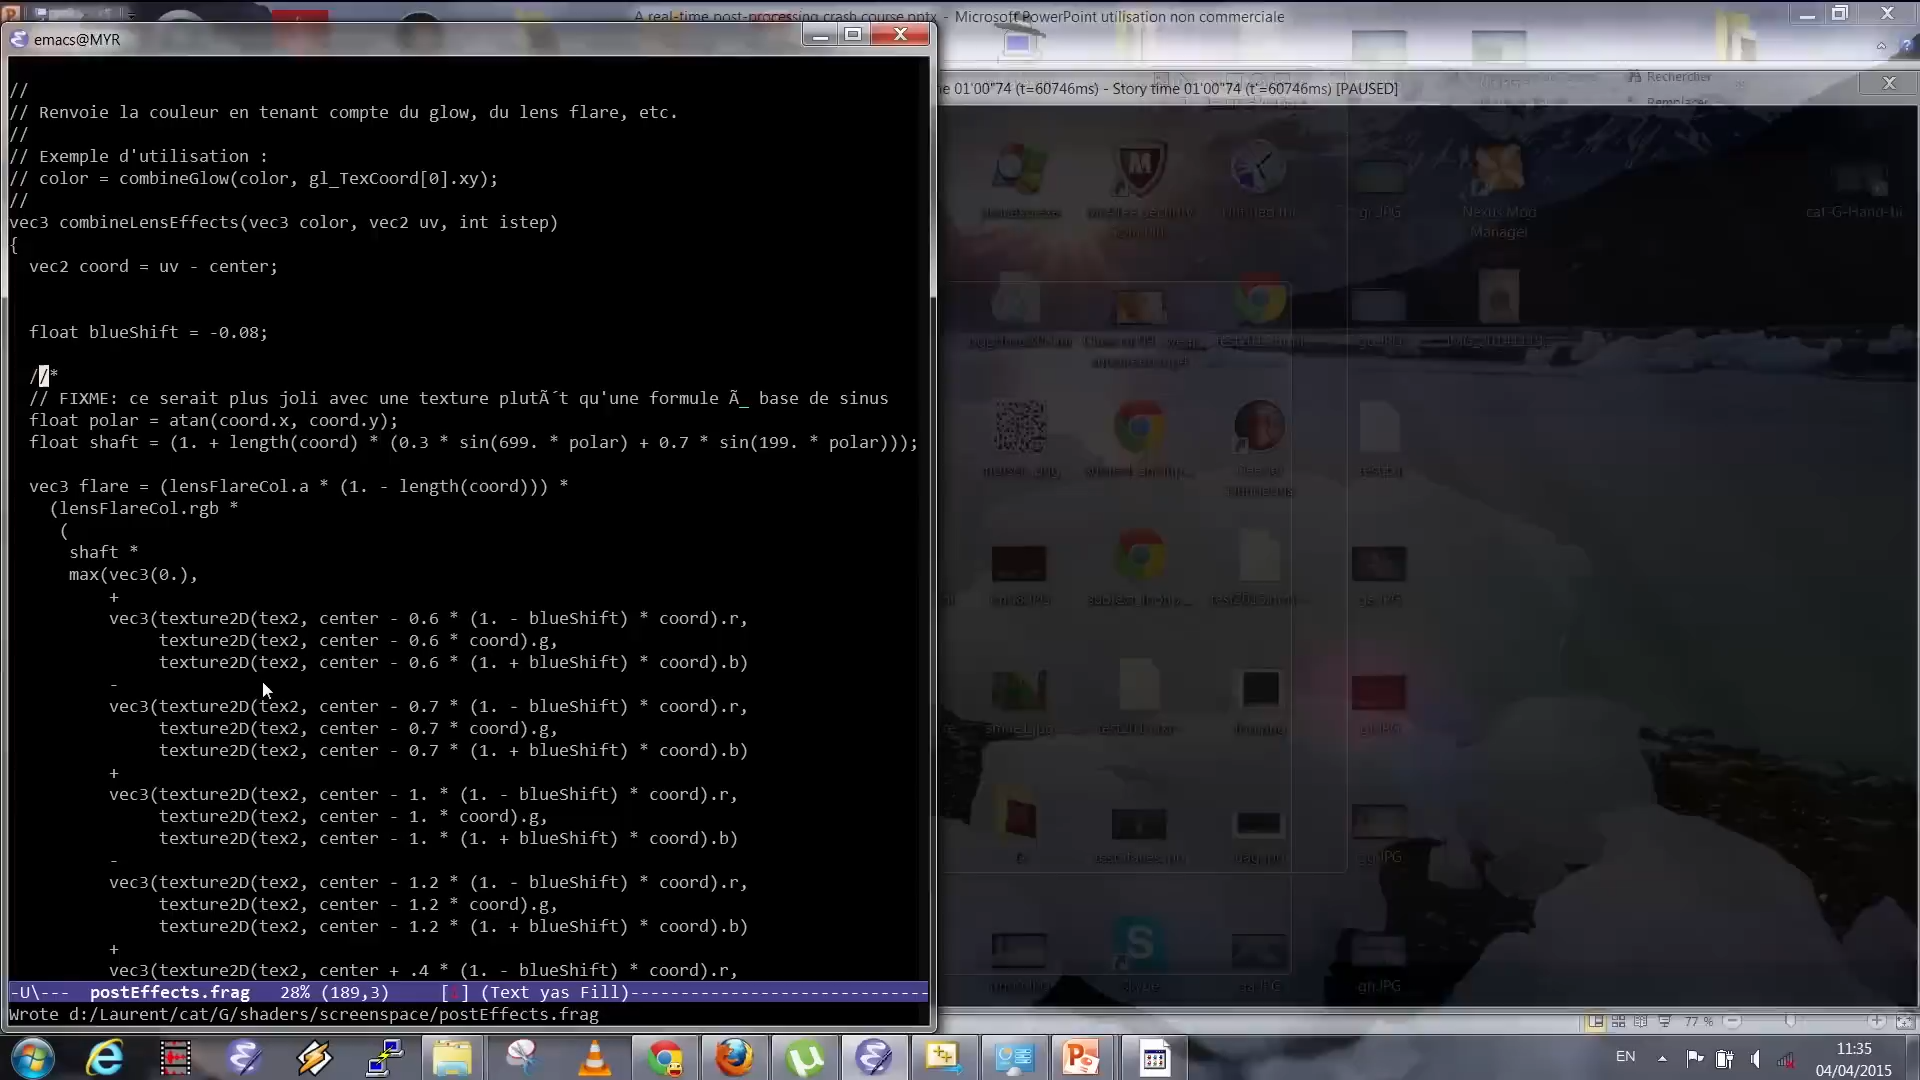 A real-time post-processing crash course.pptx - Microsoft PowerPoint utilisation non commerciale
emacs@MYR
e 01'00"74 (t=60746ms) - Story time 01'00"74 (t'=60746ms) [PAUSED]
Rechercher
Remplacer
//
// Renvoie la couleur en tenant compte du glow, du lens flare, etc.
//
// Exemple d'utilisation :
// color = combineGlow(color, gl_TexCoord[0].xy);
//
vec3 combineLensEffects(vec3 color, vec2 uv, int istep)
{
vec2 coord = uv - center;
float blueShift = -0.08;
//*
// FIXME: ce serait plus joli avec une texture plutÃ´t qu'une formule Ã_ base de sinus
float polar = atan(coord.x, coord.y);
float shaft = (1. + length(coord) * (0.3 * sin(699. * polar) + 0.7 * sin(199. * polar)));
vec3 flare = (lensFlareCol.a * (1. - length(coord))) *
(lensFlareCol.rgb *
(
shaft *
max(vec3(0.),
+
vec3(texture2D(tex2, center - 0.6 * (1. - blueShift) * coord).r,
texture2D(tex2, center - 0.6 * coord).g,
texture2D(tex2, center - 0.6 * (1. + blueShift) * coord).b)
-
vec3(texture2D(tex2, center - 0.7 * (1. - blueShift) * coord).r,
texture2D(tex2, center - 0.7 * coord).g,
texture2D(tex2, center - 0.7 * (1. + blueShift) * coord).b)
+
vec3(texture2D(tex2, center - 1. * (1. - blueShift) * coord).r,
texture2D(tex2, center - 1. * coord).g,
texture2D(tex2, center - 1. * (1. + blueShift) * coord).b)
-
vec3(texture2D(tex2, center - 1.2 * (1. - blueShift) * coord).r,
texture2D(tex2, center - 1.2 * coord).g,
texture2D(tex2, center - 1.2 * (1. + blueShift) * coord).b)
+
vec3(texture2D(tex2, center + .4 * (1. - blueShift) * coord).r,
-U\--- postEffects.frag 28% (189,3) [ ] (Text yas Fill)------------------------------
Wrote d:/Laurent/cat/G/shaders/screenspace/postEffects.frag
Nexus Mod
Manager
77 %
EN
11:35
04/04/2015